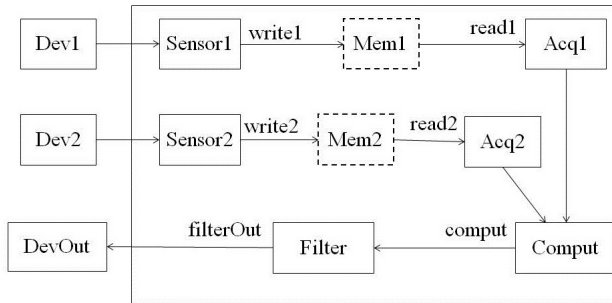 Dev1
Sensor1
write1
Mem1
read1
Acq1
Dev2
Sensor2
write2
Mem2
read2
Acq2
DevOut
filterOut
Filter
comput
Comput